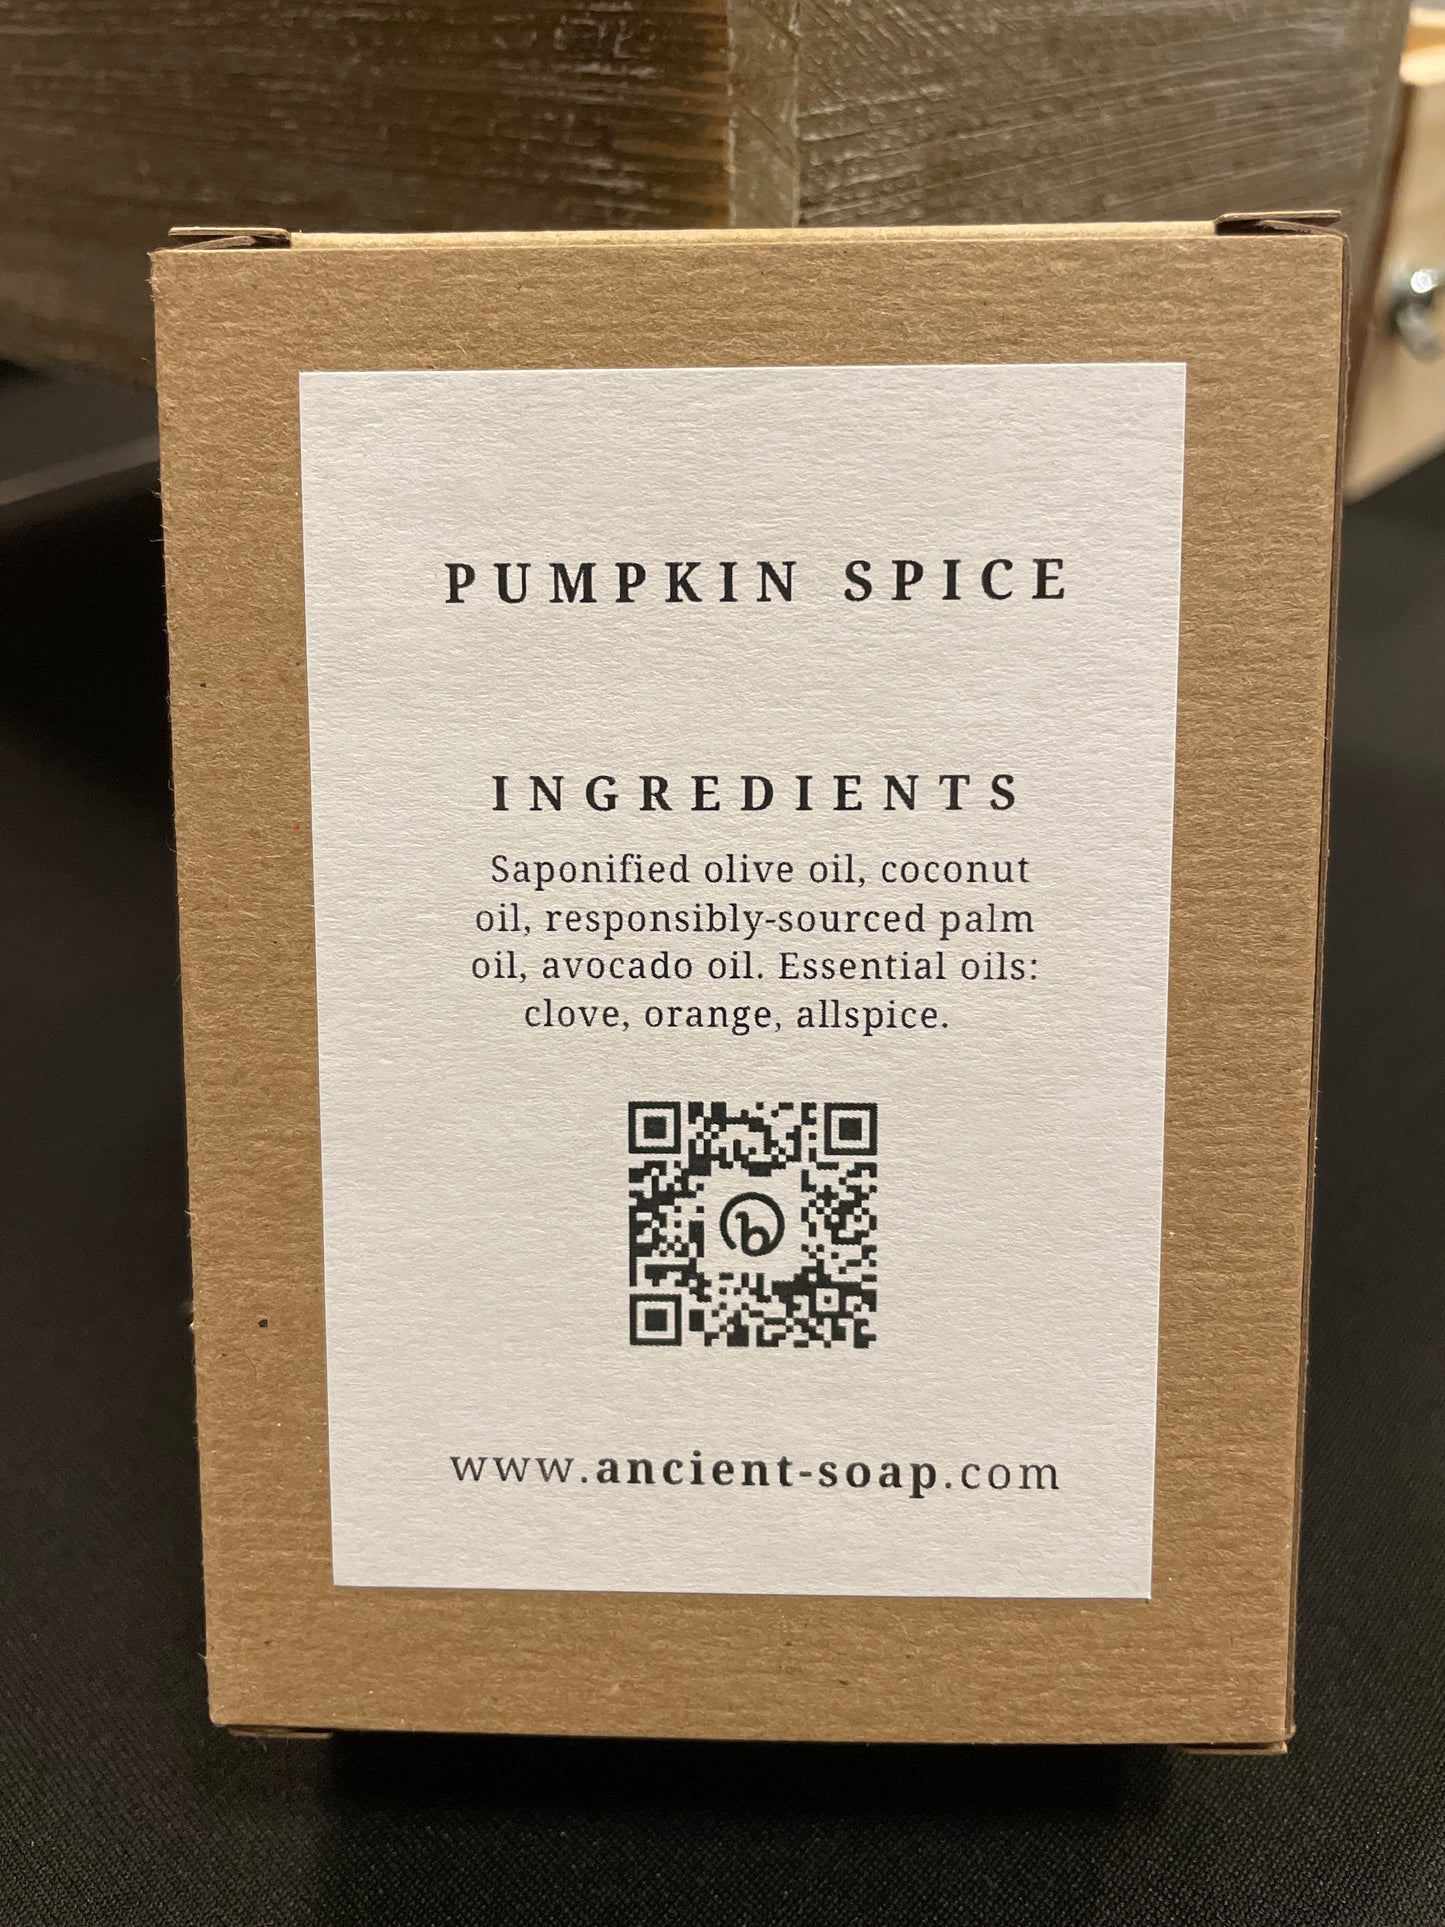 PUMPKIN SPICE
INGREDIENTS
Saponified olive oil, coconut
oil, responsibly-sourced palm
oil, avocado oil. Essential oils:
clove, orange, allspice.
b
www.ancient-soap.com